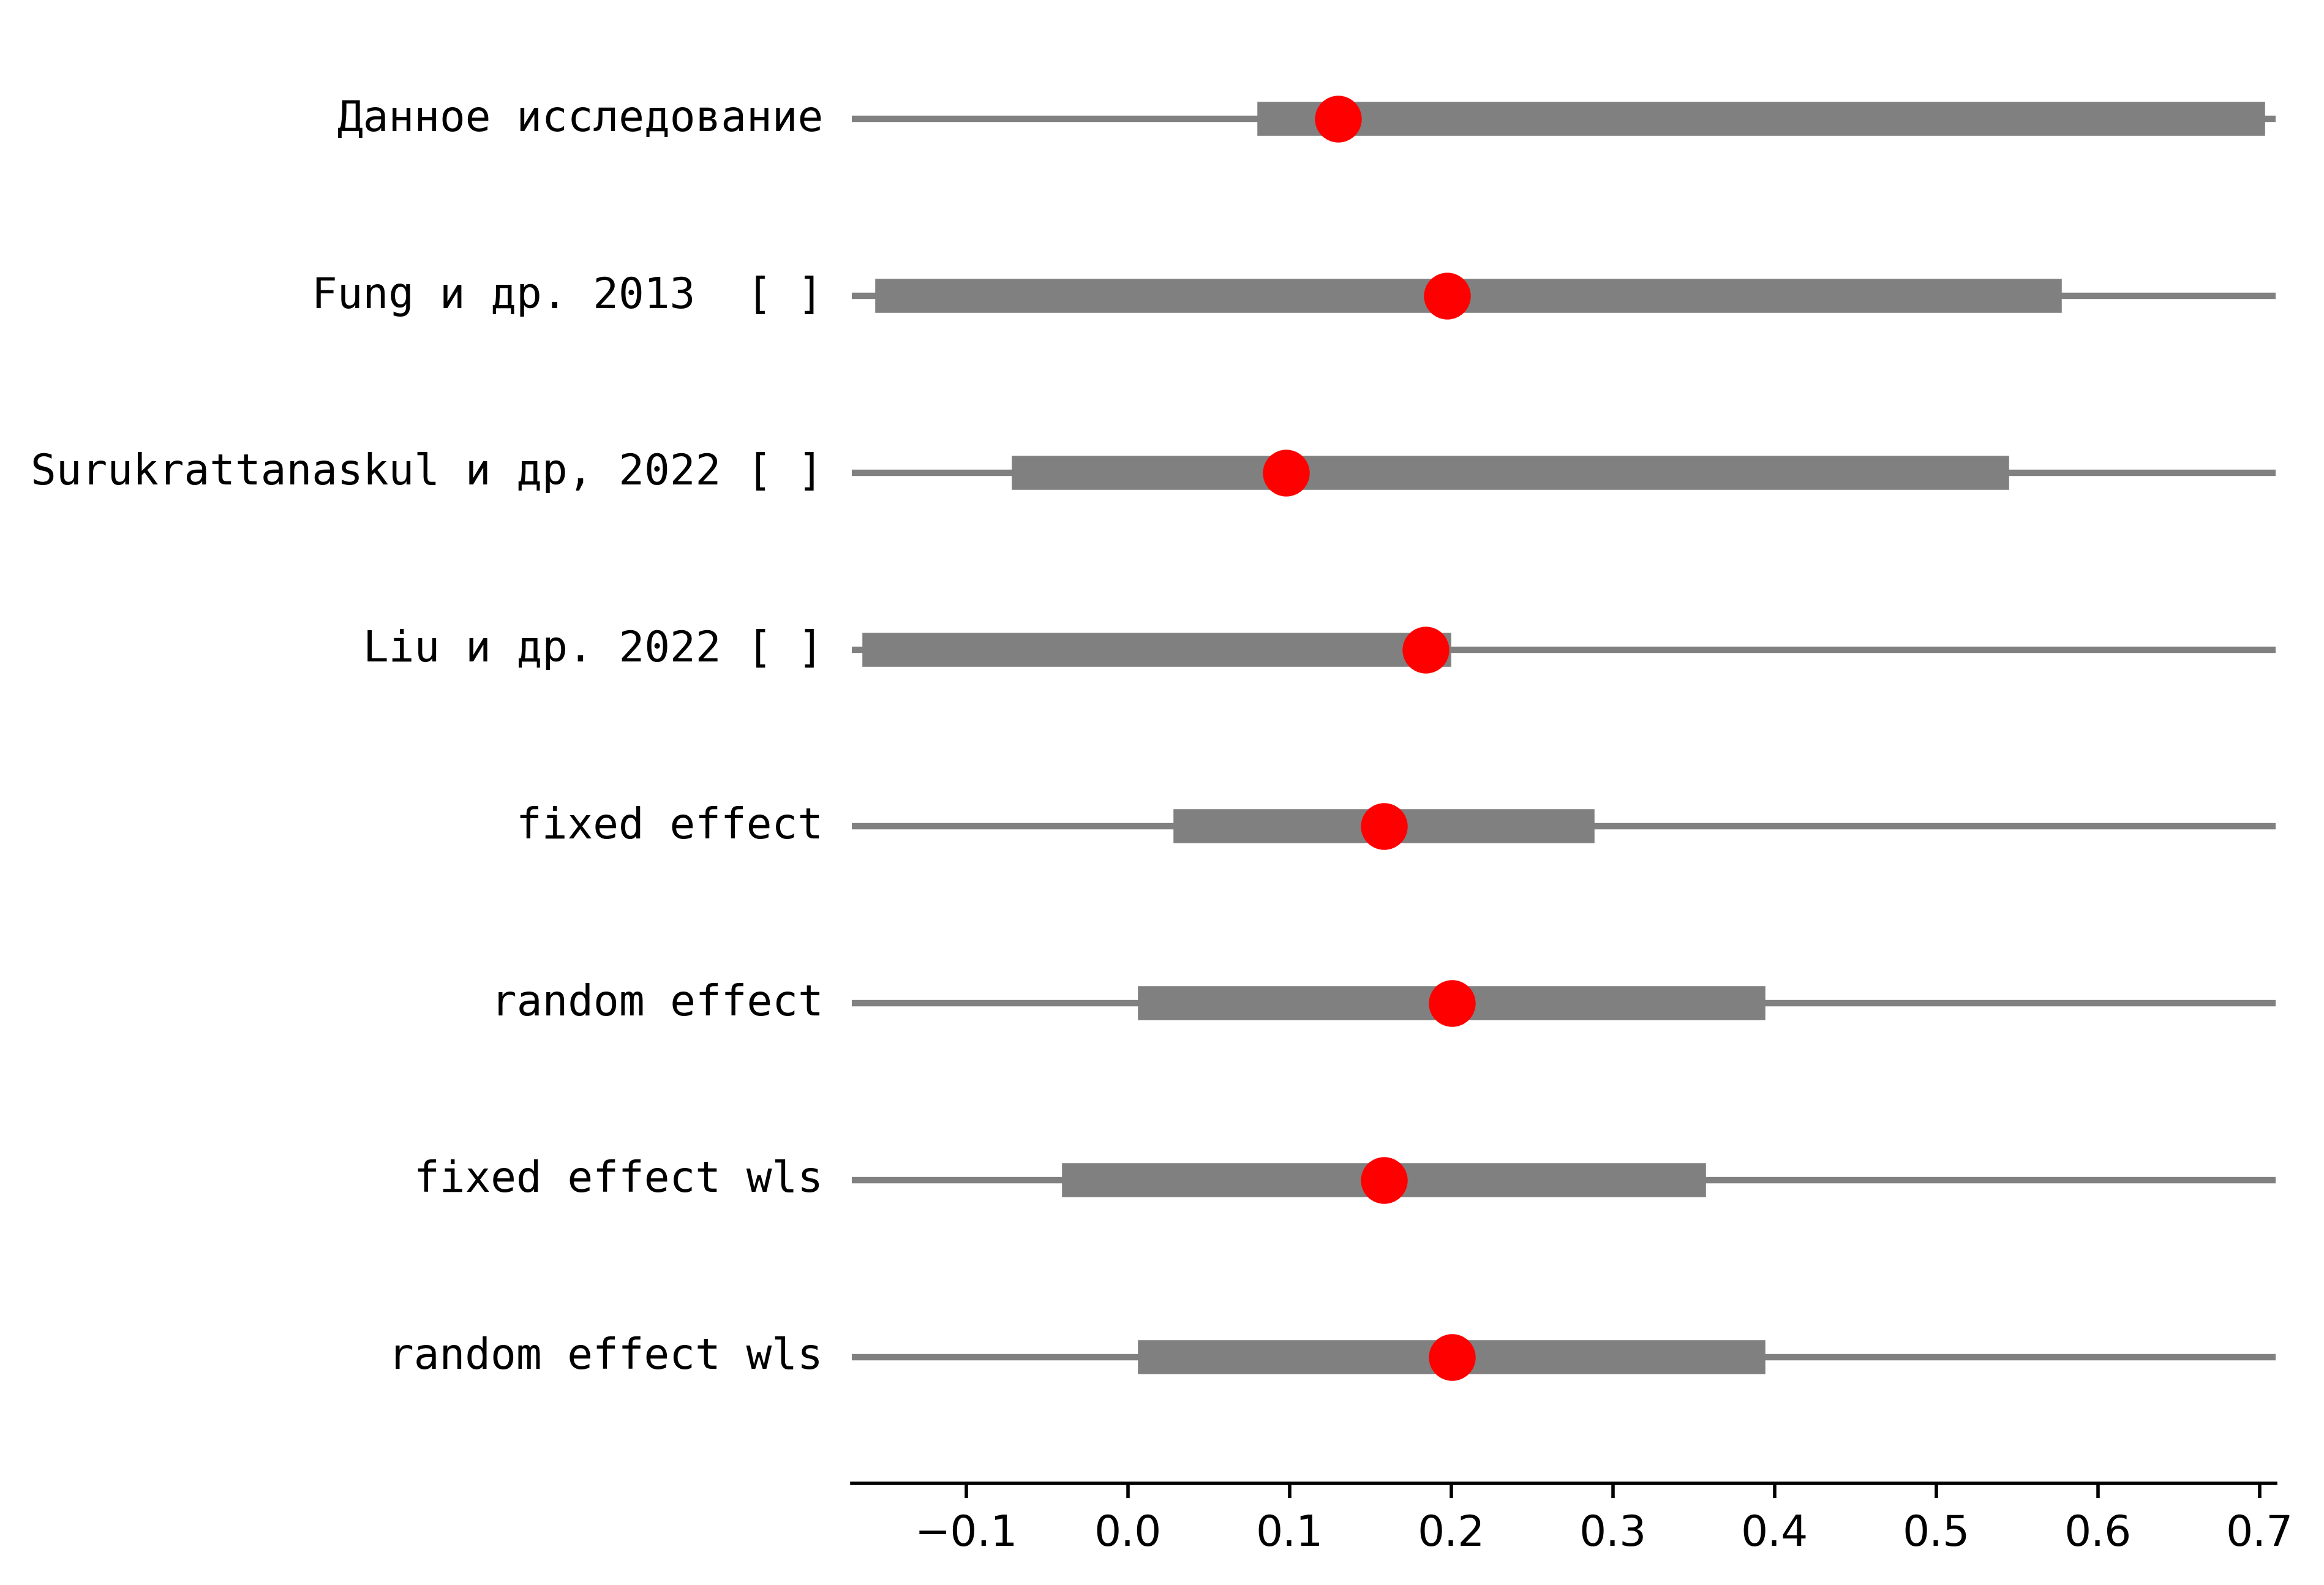 Данное исследование
Fung и др. 2013  [ ]
Surukrattanaskul и др, 2022 [ ]
Liu и др. 2022 [ ]
fixed effect
random effect
fixed effect wls
random effect wls
−0.1 0.0 0.1 0.2 0.3 0.4 0.5 0.6 0.7